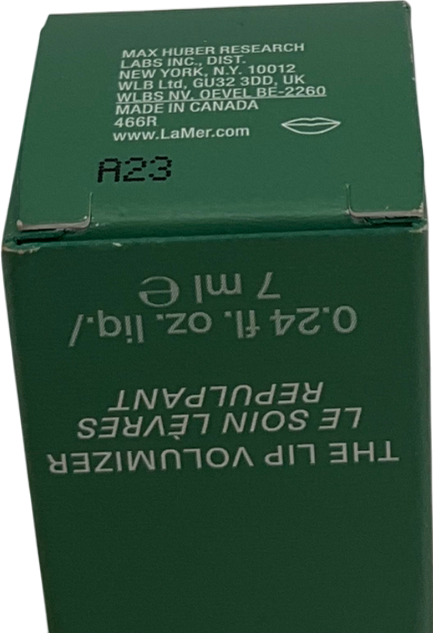 MAX HUBER RESEARCH
LABS INC., DIST.
NEW YORK, N.Y. 10012
WLB Ltd, GU32 3DD, UK
WLBS NV. OEVEL BE-2260
MADE IN CANADA
466R
www.LaMer.com
A23
THE LIP VOLUMIZER
LE SOIN LÈVRES
REPULPANT
0.24 fl. oz. liq./
7 ml e